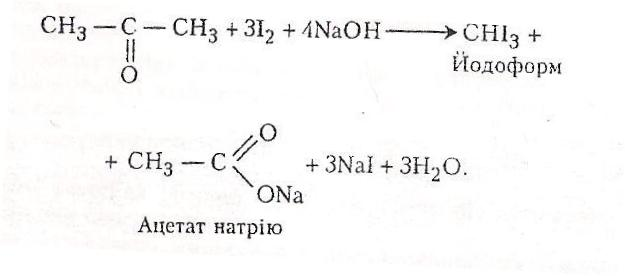 CH₃ — C — CH₃ + 3I₂ + 4NaOH ⟶ CHI₃ +
||
O
Йодоформ
+ CH₃ — C
O
ONa
+ 3NaI + 3H₂O.
Ацетат натрію